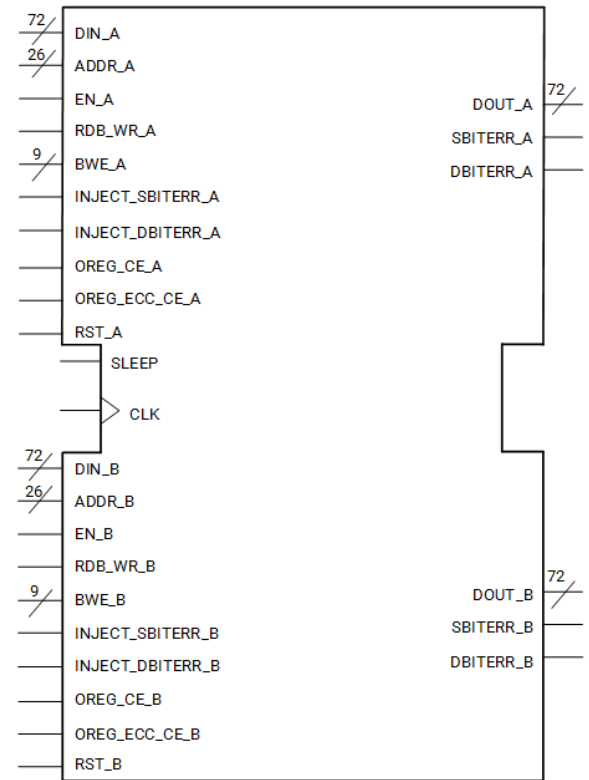 72
DIN_A
26
ADDR_A
EN_A
RDB_WR_A
9
BWE_A
INJECT_SBITERR_A
INJECT_DBITERR_A
OREG_CE_A
OREG_ECC_CE_A
RST_A
72
DOUT_A
SBITERR_A
DBITERR_A
SLEEP
CLK
72
DIN_B
26
ADDR_B
EN_B
RDB_WR_B
9
BWE_B
INJECT_SBITERR_B
INJECT_DBITERR_B
OREG_CE_B
OREG_ECC_CE_B
RST_B
72
DOUT_B
SBITERR_B
DBITERR_B